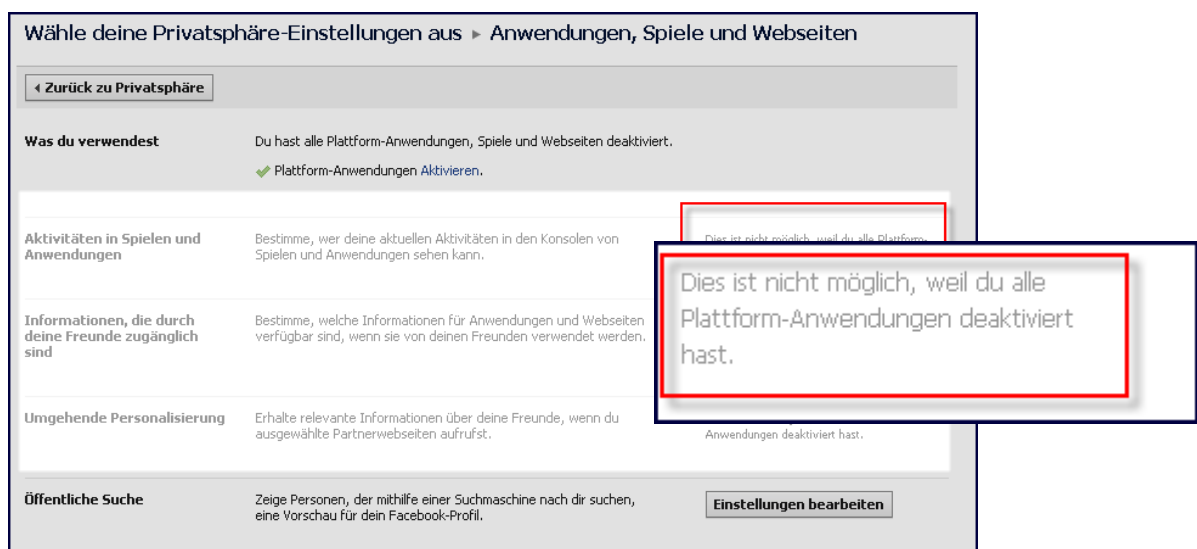 Wähle deine Privatsphäre-Einstellungen aus ▸ Anwendungen, Spiele und Webseiten
Zurück zu Privatsphäre
Was du verwendest
Du hast alle Plattform-Anwendungen, Spiele und Webseiten deaktiviert.
Plattform-Anwendungen Aktivieren.
Aktivitäten in Spielen und
Anwendungen
Bestimme, wer deine aktuellen Aktivitäten in den Konsolen von
Spielen und Anwendungen sehen kann.
Dies ist nicht möglich, weil du alle Plattform-
Dies ist nicht möglich, weil du alle
Plattform-Anwendungen deaktiviert
hast.
Informationen, die durch
deine Freunde zugänglich
sind
Bestimme, welche Informationen für Anwendungen und Webseiten
verfügbar sind, wenn sie von deinen Freunden verwendet werden.
Umgehende Personalisierung
Erhalte relevante Informationen über deine Freunde, wenn du
ausgewählte Partnerwebseiten aufrufst.
Anwendungen deaktiviert hast.
Öffentliche Suche
Zeige Personen, der mithilfe einer Suchmaschine nach dir suchen,
eine Vorschau für dein Facebook-Profil.
Einstellungen bearbeiten